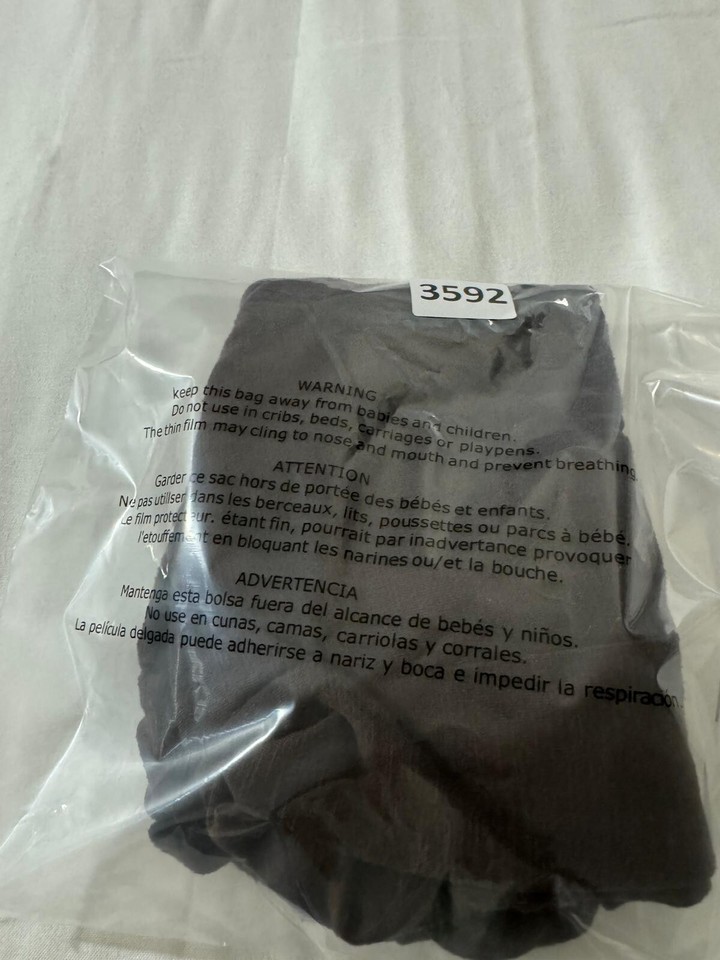 3592
WARNING
keep this bag away from babies and children.
Do not use in cribs, beds, carriages or playpens.
The thin film may cling to nose and mouth and prevent breathing.
ATTENTION
Garder ce sac hors de portée des bébés et enfants.
Ne pas utiliser dans les berceaux, lits, poussettes ou parcs à bébé.
Le film protecteur. étant fin, pourrait par inadvertance provoquer
l'etouffement en bloquant les narines ou/et la bouche.
ADVERTENCIA
Mantenga esta bolsa fuera del alcance de bebés y niños.
No use en cunas, camas, carriolas y corrales.
La película delgada puede adherirse a nariz y boca e impedir la respiración.